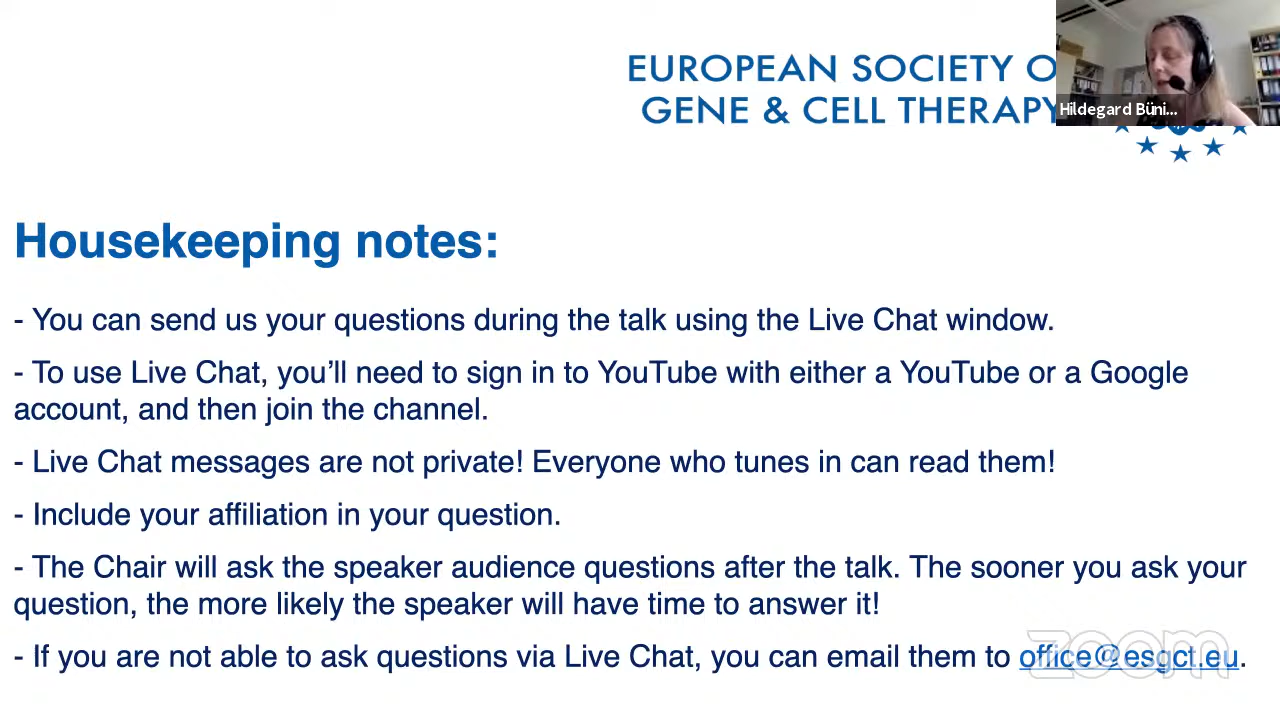 EUROPEAN SOCIETY O
GENE & CELL THERAPY
Hildegard Büni...
Housekeeping notes:
- You can send us your questions during the talk using the Live Chat window.
- To use Live Chat, you’ll need to sign in to YouTube with either a YouTube or a Google
account, and then join the channel.
- Live Chat messages are not private! Everyone who tunes in can read them!
- Include your affiliation in your question.
- The Chair will ask the speaker audience questions after the talk. The sooner you ask your
question, the more likely the speaker will have time to answer it!
- If you are not able to ask questions via Live Chat, you can email them to office@esgct.eu.
zoom